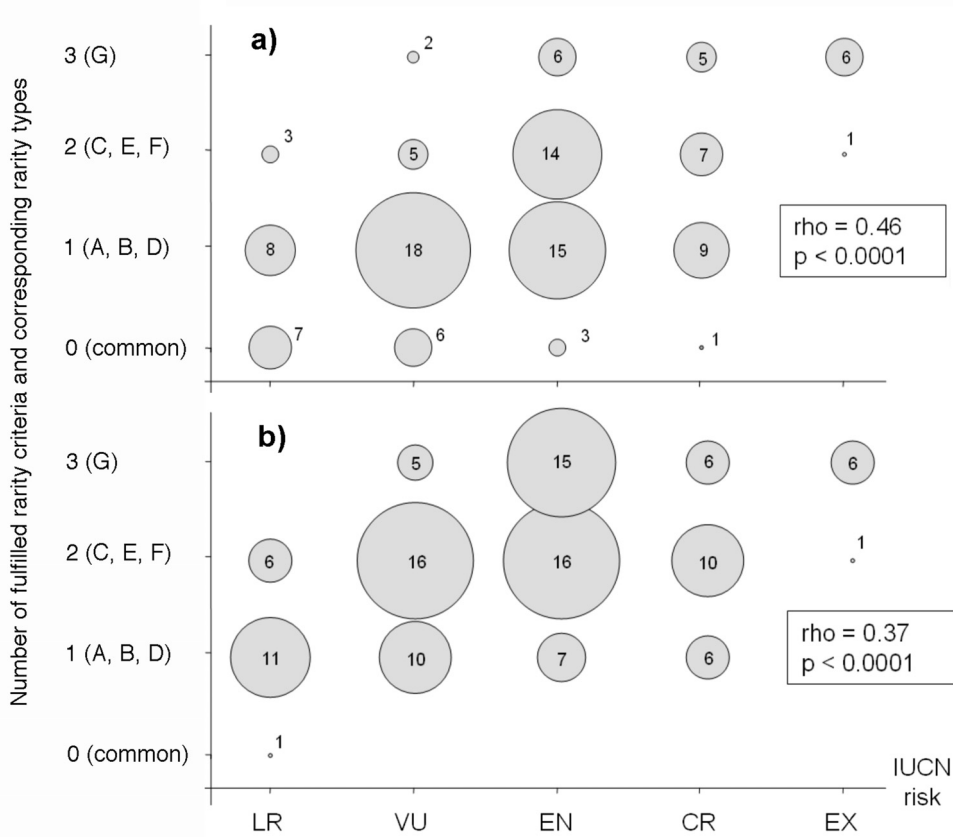 Number of fulfilled rarity criteria and corresponding rarity types
a)
3 (G)
2
6
5
6
2 (C, E, F)
3
5
14
7
1
1 (A, B, D)
8
18
15
9
rho = 0.46
p < 0.0001
0 (common)
7
6
3
1
b)
3 (G)
5
15
6
6
2 (C, E, F)
6
16
16
10
1
1 (A, B, D)
11
10
7
6
rho = 0.37
p < 0.0001
0 (common)
1
IUCN
risk
LR
VU
EN
CR
EX